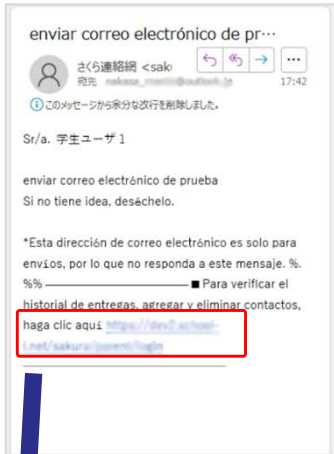 enviar correo electrónico de pr…
さくら連絡網 <sak
宛先
17:42
このメッセージから余分な改行を削除しました。
Sr/a. 学生ユーザ1
enviar correo electrónico de prueba
Si no tiene idea, deséchelo.
*Esta dirección de correo electrónico es solo para
envíos, por lo que no responda a este mensaje. %.
%% ——————————— ■ Para verificar el
historial de entregas, agregar y eliminar contactos,
haga clic aquí